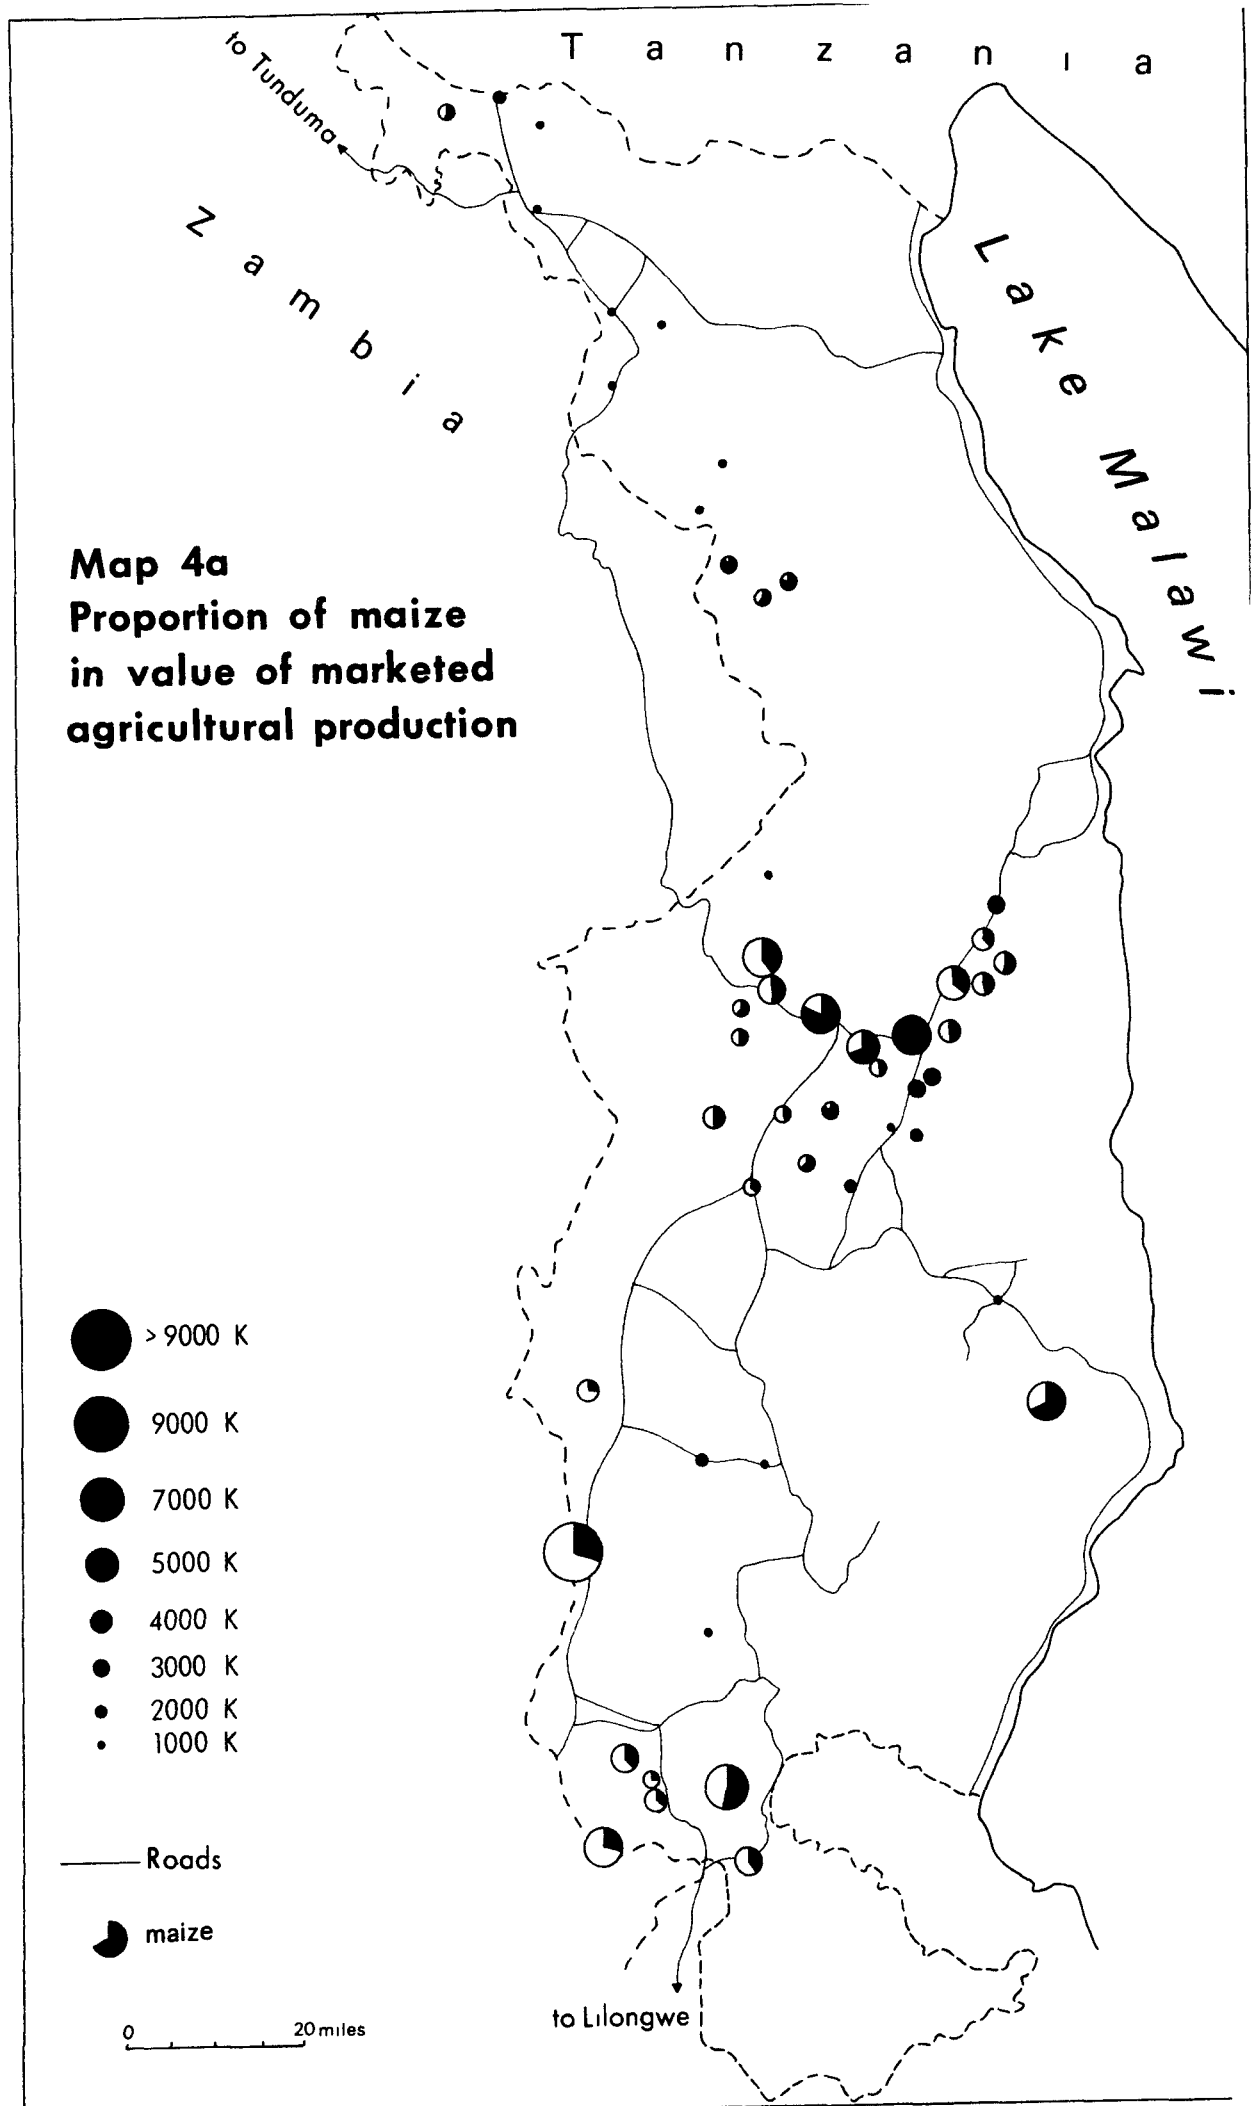 T a n z a n i a
to Tunduma
Zambia
Lake Malawi
Map 4a
Proportion of maize
in value of marketed
agricultural production
> 9000 K
9000 K
7000 K
5000 K
4000 K
3000 K
2000 K
1000 K
Roads
maize
0 20 miles
to Lilongwe